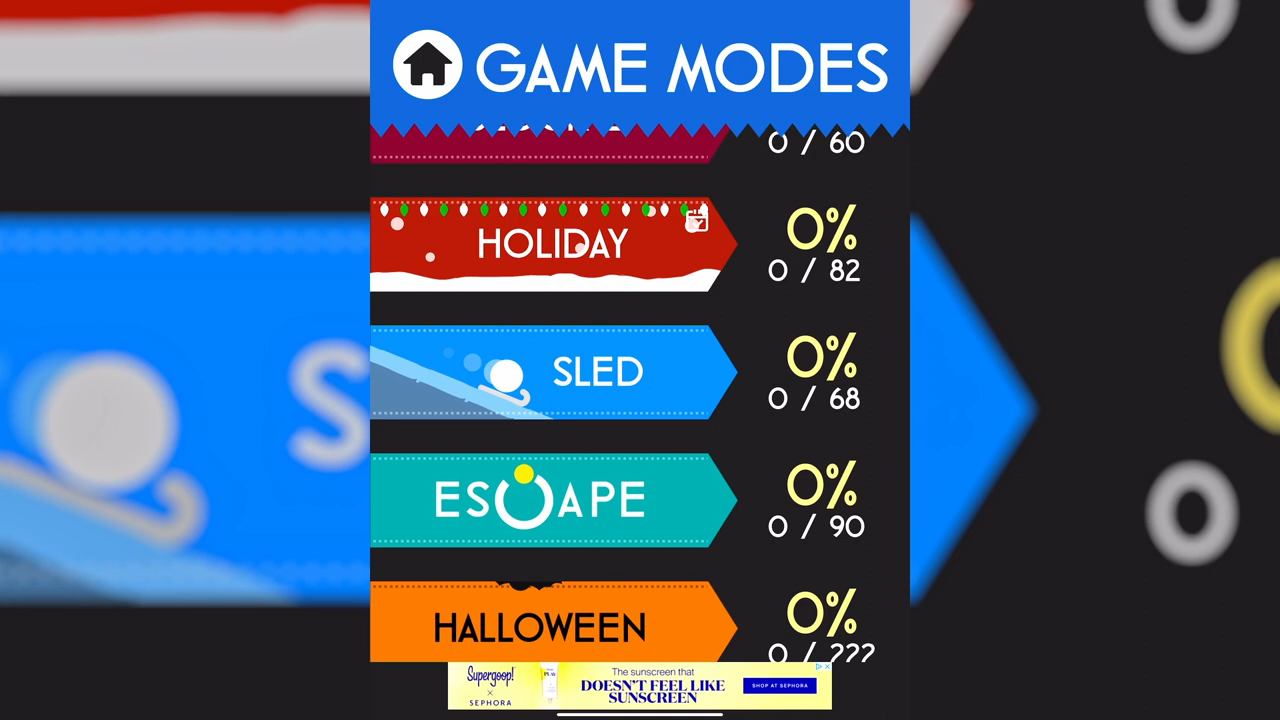 GAME MODES
0 / 60
HOLIDAY
0%
0 / 82
SLED
0%
0 / 68
ESCAPE
0%
0 / 90
HALLOWEEN
0%
0 / ???
Supergoop!
×
SEPHORA
PLAY
The sunscreen that
DOESN'T FEEL LIKE
SUNSCREEN
SHOP AT SEPHORA